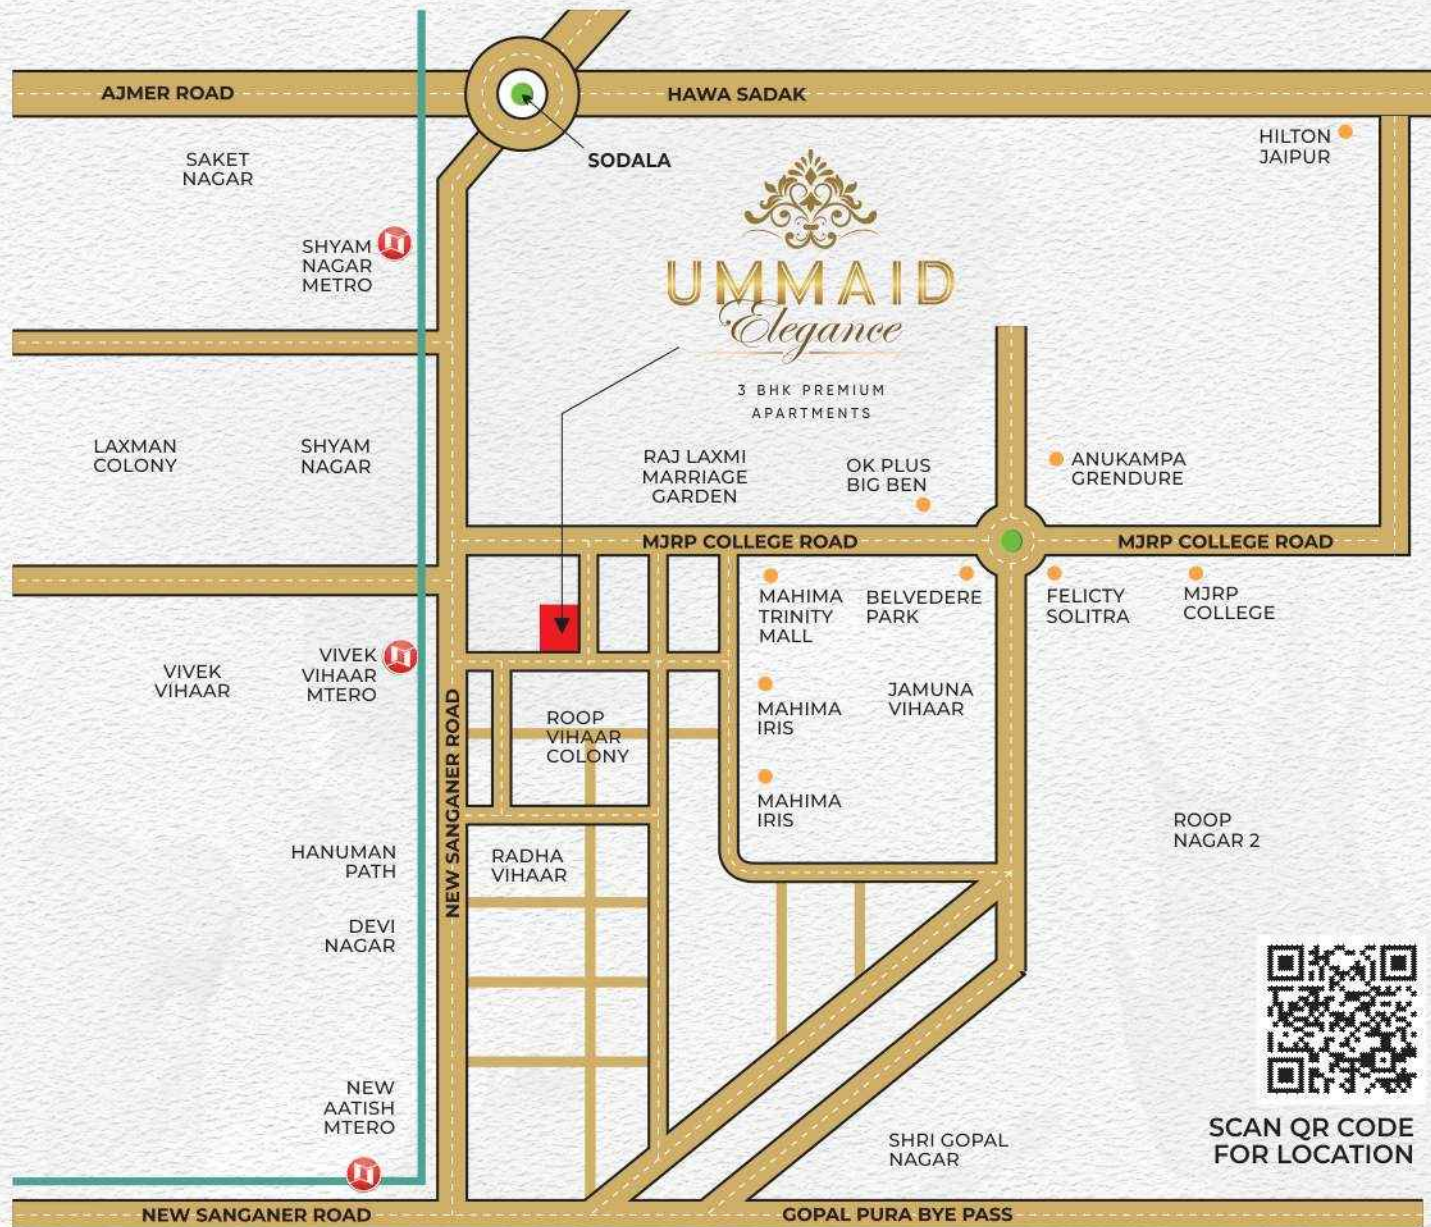 AJMER ROAD
HAWA SADAK
SAKET
NAGAR
SODALA
HILTON
JAIPUR
SHYAM
NAGAR
METRO
UMMAID
Elegance
3 BHK PREMIUM
APARTMENTS
LAXMAN
COLONY
SHYAM
NAGAR
RAJ LAXMI
MARRIAGE
GARDEN
OK PLUS
BIG BEN
ANUKAMPA
GRENDURE
MJRP COLLEGE ROAD
MJRP COLLEGE ROAD
MAHIMA
TRINITY
MALL
BELVEDERE
PARK
FELICTY
SOLITRA
MJRP
COLLEGE
VIVEK
VIHAAR
VIVEK
VIHAAR
MTERO
NEW SANGANER ROAD
ROOP
VIHAAR
COLONY
MAHIMA
IRIS
JAMUNA
VIHAAR
MAHIMA
IRIS
ROOP
NAGAR 2
HANUMAN
PATH
RADHA
VIHAAR
DEVI
NAGAR
NEW
AATISH
MTERO
SHRI GOPAL
NAGAR
SCAN QR CODE
FOR LOCATION
NEW SANGANER ROAD
GOPAL PURA BYE PASS